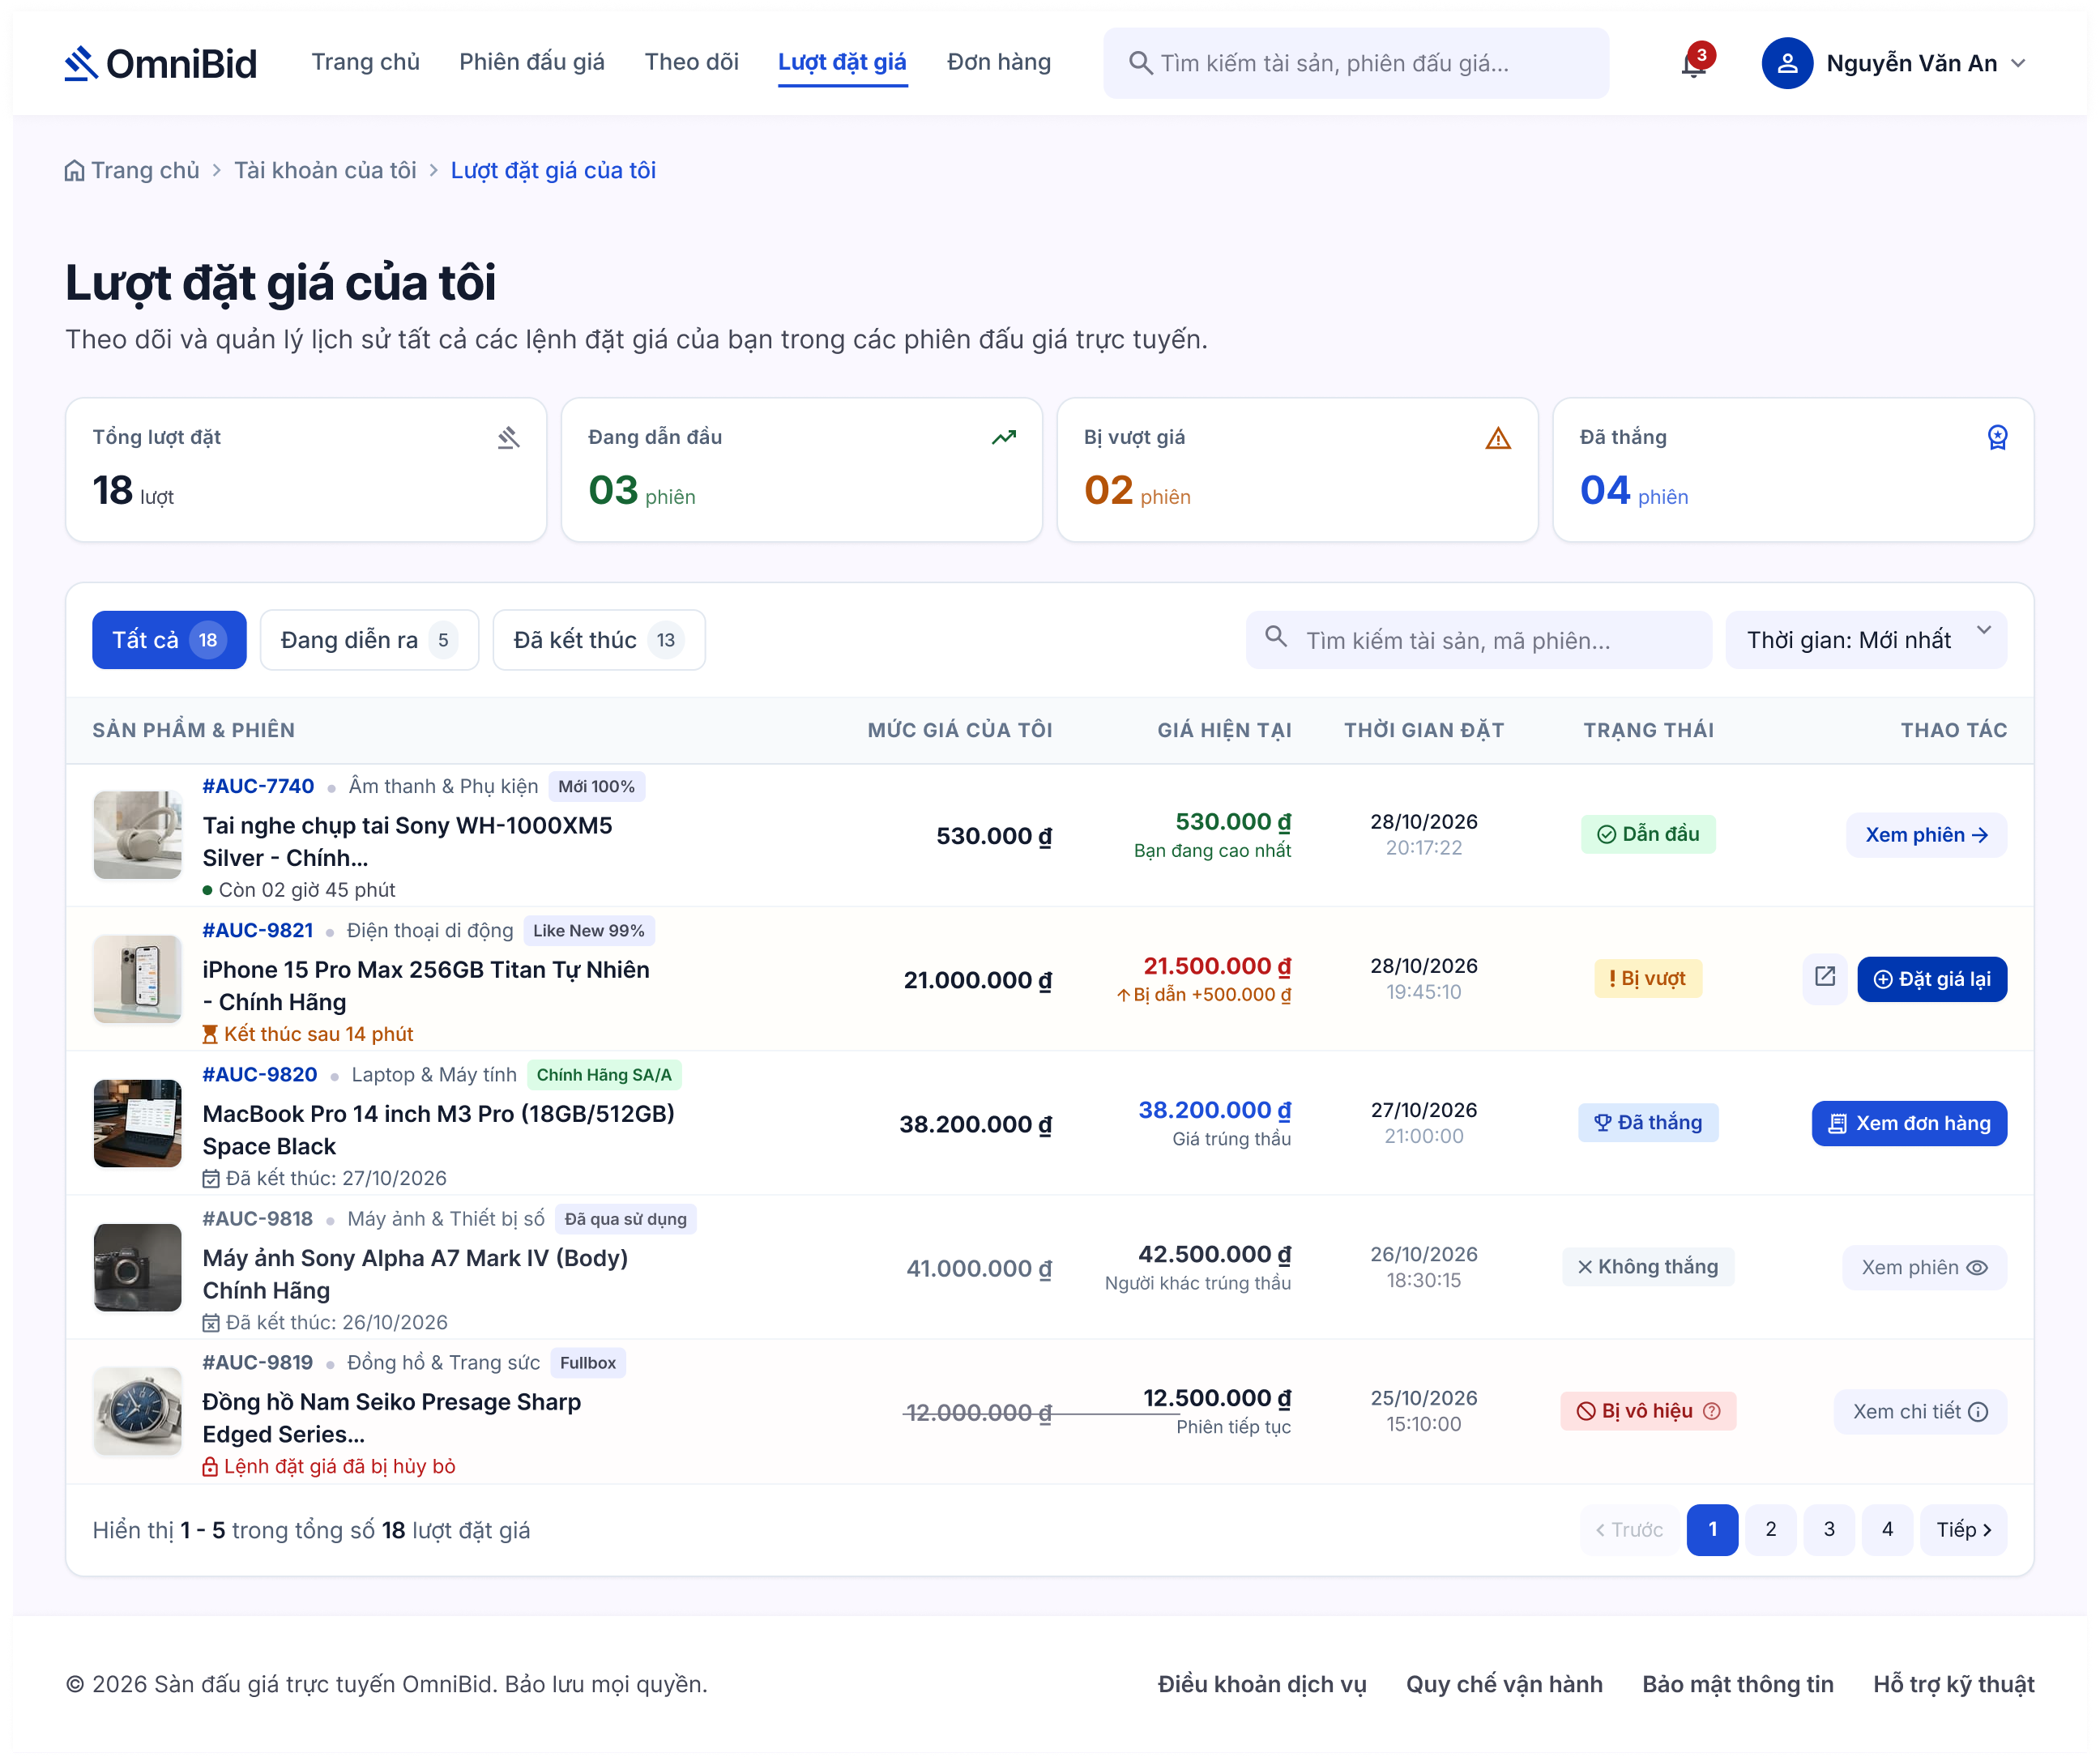 OmniBid
Trang chủ
Phiên đấu giá
Theo dõi
Lượt đặt giá
Đơn hàng
Tìm kiếm tài sản, phiên đấu giá...
3
Nguyễn Văn An
Trang chủ > Tài khoản của tôi > Lượt đặt giá của tôi
Lượt đặt giá của tôi
Theo dõi và quản lý lịch sử tất cả các lệnh đặt giá của bạn trong các phiên đấu giá trực tuyến.
Tổng lượt đặt
18 lượt
Đang dẫn đầu
03 phiên
Bị vượt giá
02 phiên
Đã thắng
04 phiên
Tất cả 18
Đang diễn ra 5
Đã kết thúc 13
Tìm kiếm tài sản, mã phiên...
Thời gian: Mới nhất
SẢN PHẨM & PHIÊN
MỨC GIÁ CỦA TÔI
GIÁ HIỆN TẠI
THỜI GIAN ĐẶT
TRẠNG THÁI
THAO TÁC
#AUC-7740 • Âm thanh & Phụ kiện Mới 100%
Tai nghe chụp tai Sony WH-1000XM5
Silver - Chính...
Còn 02 giờ 45 phút
530.000 ₫
530.000 ₫
Bạn đang cao nhất
28/10/2026
20:17:22
Dẫn đầu
Xem phiên →
#AUC-9821 • Điện thoại di động Like New 99%
iPhone 15 Pro Max 256GB Titan Tự Nhiên
- Chính Hãng
Kết thúc sau 14 phút
21.000.000 ₫
21.500.000 ₫
↑ Bị dẫn +500.000 ₫
28/10/2026
19:45:10
! Bị vượt
Đặt giá lại
#AUC-9820 • Laptop & Máy tính Chính Hãng SA/A
MacBook Pro 14 inch M3 Pro (18GB/512GB)
Space Black
Đã kết thúc: 27/10/2026
38.200.000 ₫
38.200.000 ₫
Giá trúng thầu
27/10/2026
21:00:00
Đã thắng
Xem đơn hàng
#AUC-9818 • Máy ảnh & Thiết bị số Đã qua sử dụng
Máy ảnh Sony Alpha A7 Mark IV (Body)
Chính Hãng
Đã kết thúc: 26/10/2026
41.000.000 ₫
42.500.000 ₫
Người khác trúng thầu
26/10/2026
18:30:15
Không thắng
Xem phiên
#AUC-9819 • Đồng hồ & Trang sức Fullbox
Đồng hồ Nam Seiko Presage Sharp
Edged Series...
Lệnh đặt giá đã bị hủy bỏ
12.000.000 ₫
12.500.000 ₫
Phiên tiếp tục
25/10/2026
15:10:00
Bị vô hiệu
Xem chi tiết
Hiển thị 1 - 5 trong tổng số 18 lượt đặt giá
< Trước
1
2
3
4
Tiếp >
© 2026 Sàn đấu giá trực tuyến OmniBid. Bảo lưu mọi quyền.
Điều khoản dịch vụ
Quy chế vận hành
Bảo mật thông tin
Hỗ trợ kỹ thuật